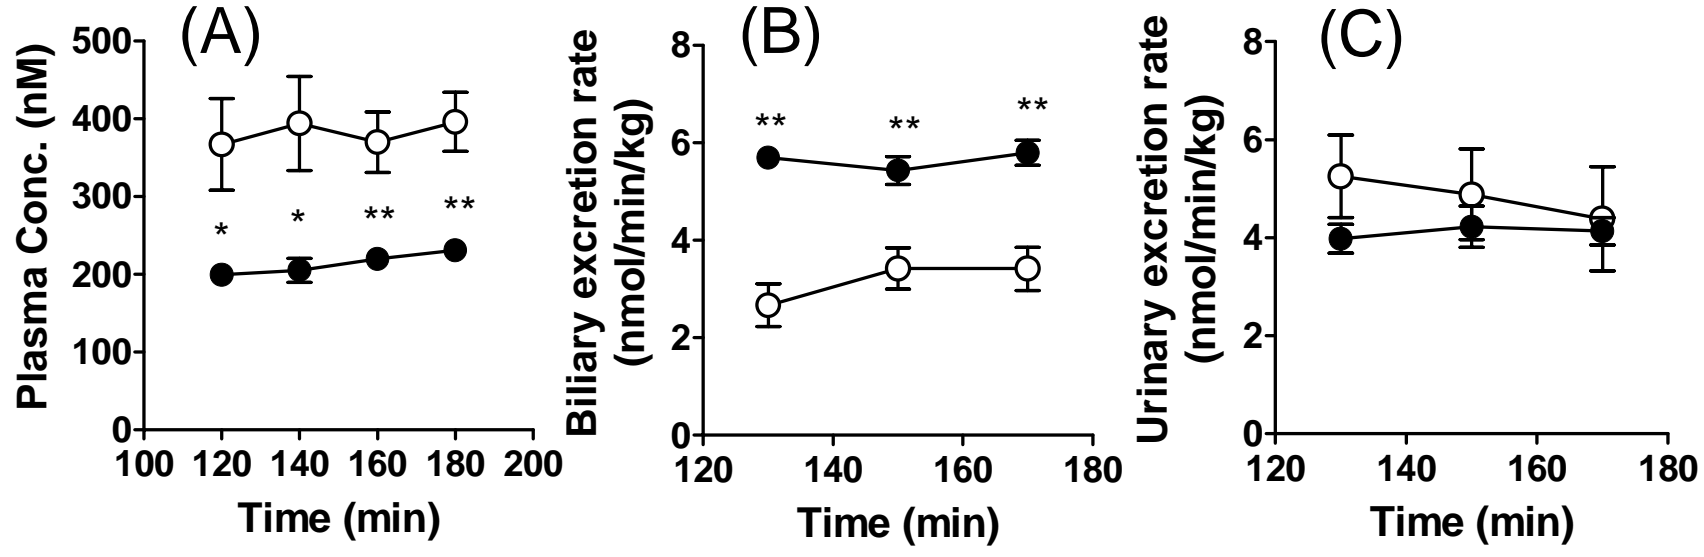 (A)
Plasma Conc. (nM)
500
400
300
200
100
0
* * ** **
100 120 140 160 180 200
Time (min)
(B)
Biliary excretion rate
(nmol/min/kg)
8
6
4
2
0
** ** **
120 140 160 180
Time (min)
(C)
Urinary excretion rate
(nmol/min/kg)
8
6
4
2
0
120 140 160 180
Time (min)